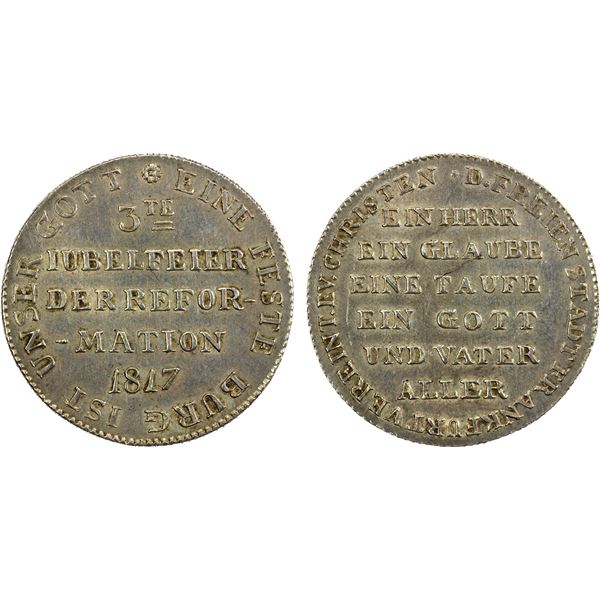 EINE FESTE BURG IST UNSER GOTT
3TE
IUBELFEIER
DER REFOR-
-MATION
1817
D. FREIEN STADT FRANKFURT VEREINT. EV. CHRISTEN
EIN HERR
EIN GLAUBE
EINE TAUFE
EIN GOTT
UND VATER
ALLER